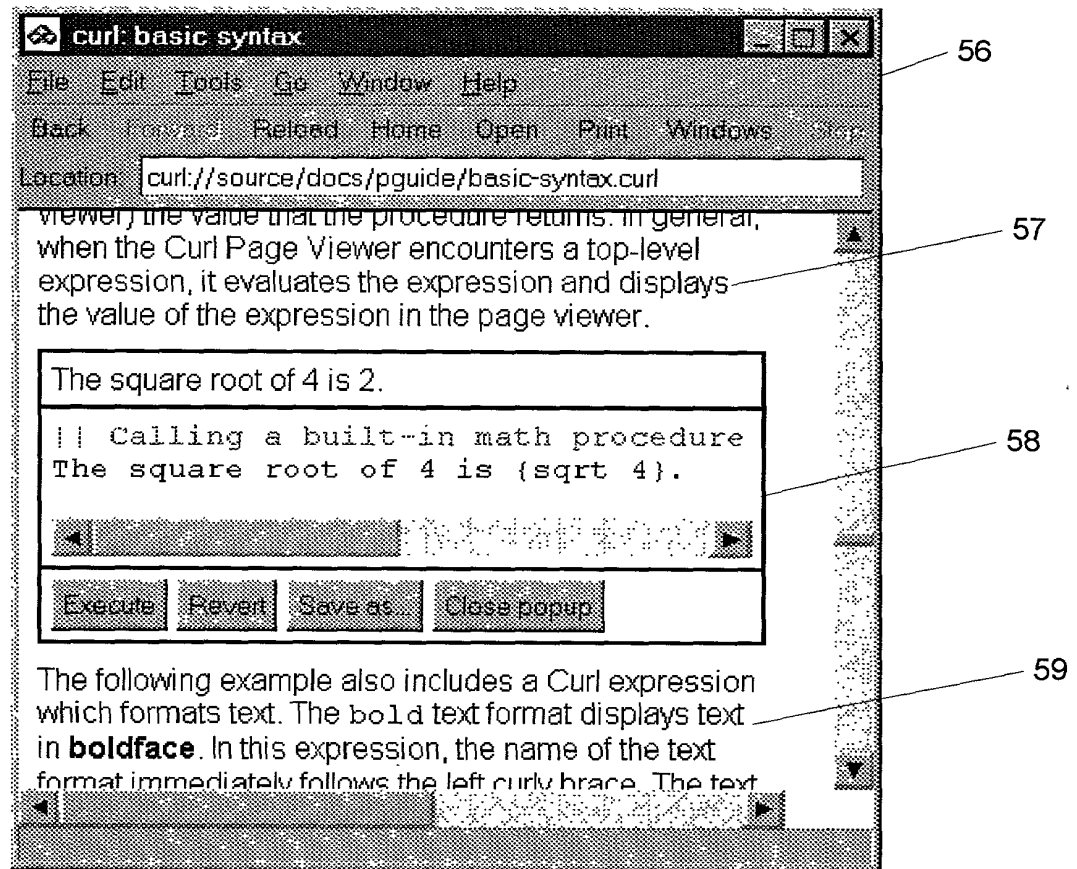 curl: basic syntax
56
File Edit Tools Go Window Help
Back Forward Reload Home Open Print Windows Stop
Location: curl://source/docs/pguide/basic-syntax.curl
viewer) the value that the procedure returns. In general,
when the Curl Page Viewer encounters a top-level
57
expression, it evaluates the expression and displays
the value of the expression in the page viewer.
The square root of 4 is 2.
|| Calling a built-in math procedure
58
The square root of 4 is {sqrt 4}.
Execute Revert Save as... Close popup
The following example also includes a Curl expression
59
which formats text. The bold text format displays text
in boldface. In this expression, the name of the text
format immediately follows the left curly brace. The text